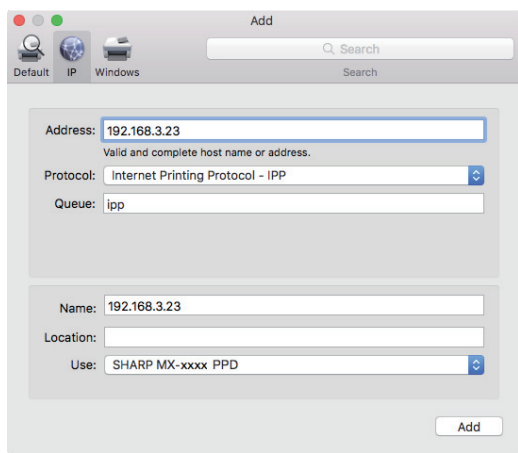 Add
Search
Default IP Windows Search
Address: 192.168.3.23
Valid and complete host name or address.
Protocol: Internet Printing Protocol - IPP
Queue: ipp
Name: 192.168.3.23
Location:
Use: SHARP MX-xxxx PPD
Add